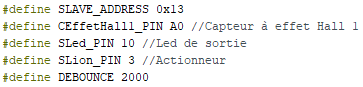 #define SLAVE_ADDRESS 0x13
#define CEffetHall1_PIN A0 //Capteur à effet Hall 1
#define SLed_PIN 10 //Led de sortie
#define SLion_PIN 3 //Actionneur
#define DEBOUNCE 2000